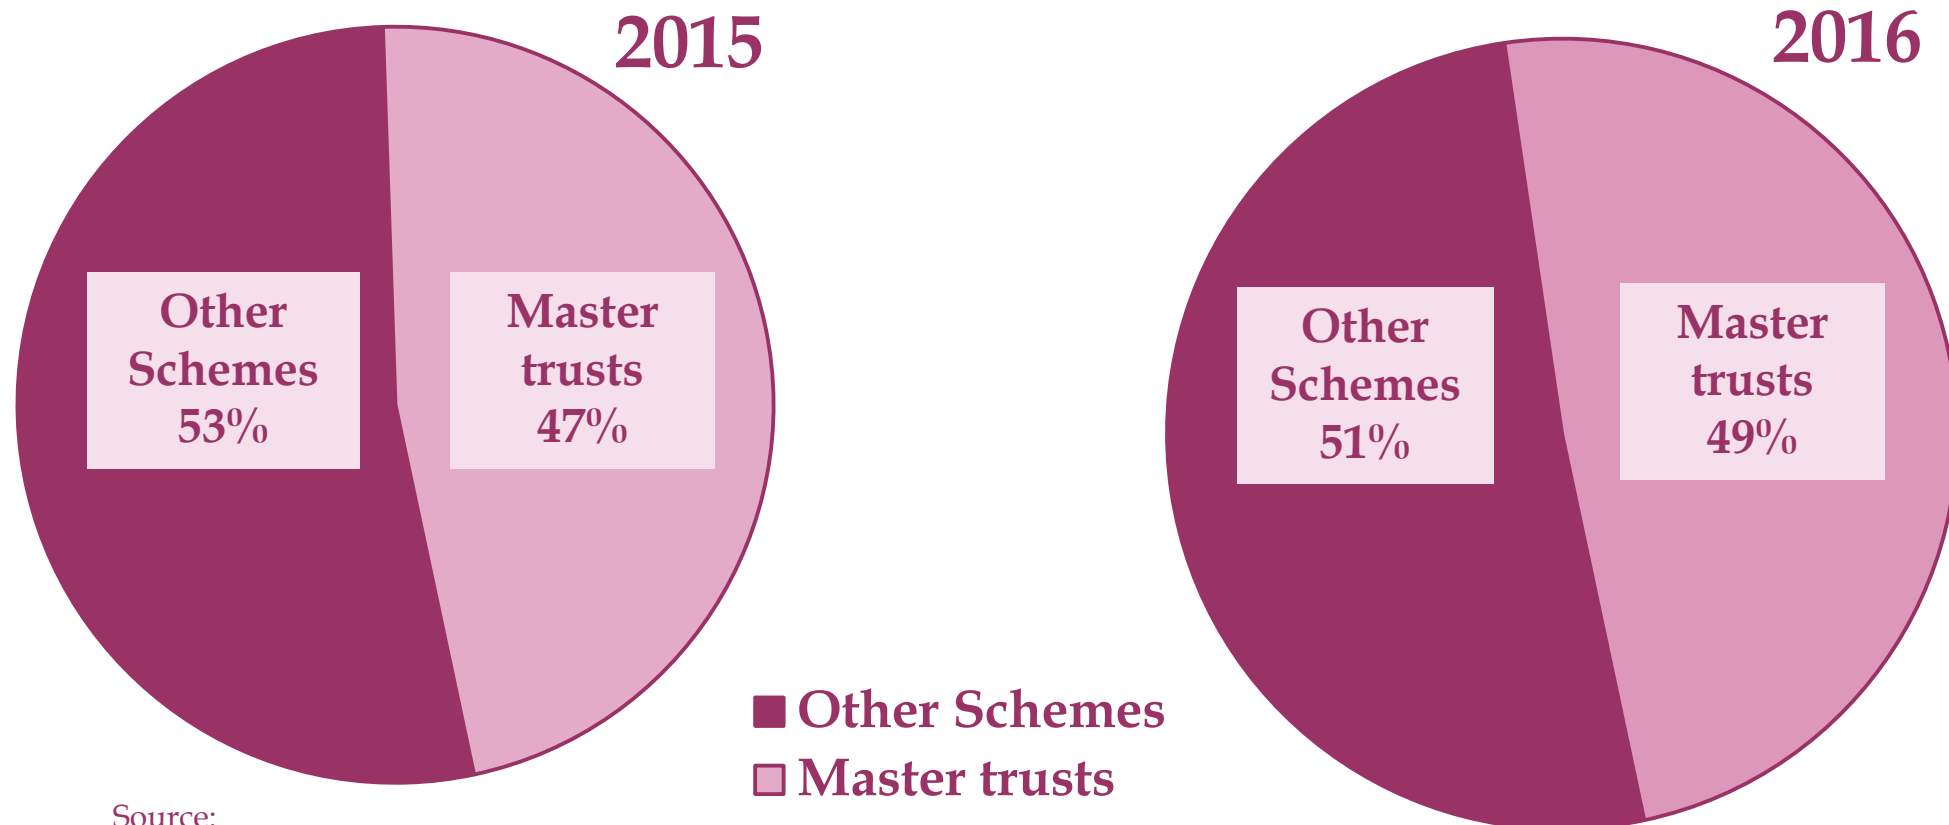 2015
Other
Schemes
53%
Master
trusts
47%
2016
Other
Schemes
51%
Master
trusts
49%
Other Schemes
Master trusts
Source: